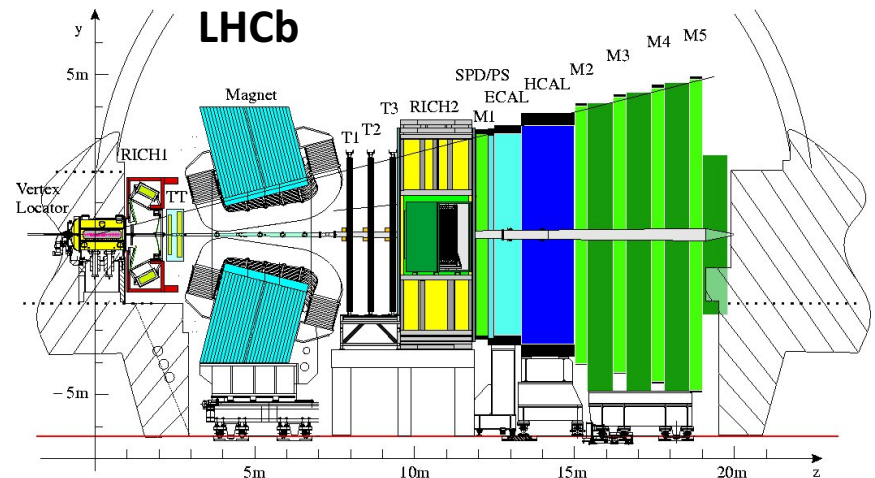 LHCb
y
5m
Magnet
SPD/PS
ECAL
HCAL
M1
M2
M3
M4
M5
T1
T2
T3
RICH2
RICH1
TT
Vertex
Locator
−5m
5m
10m
15m
20m
z